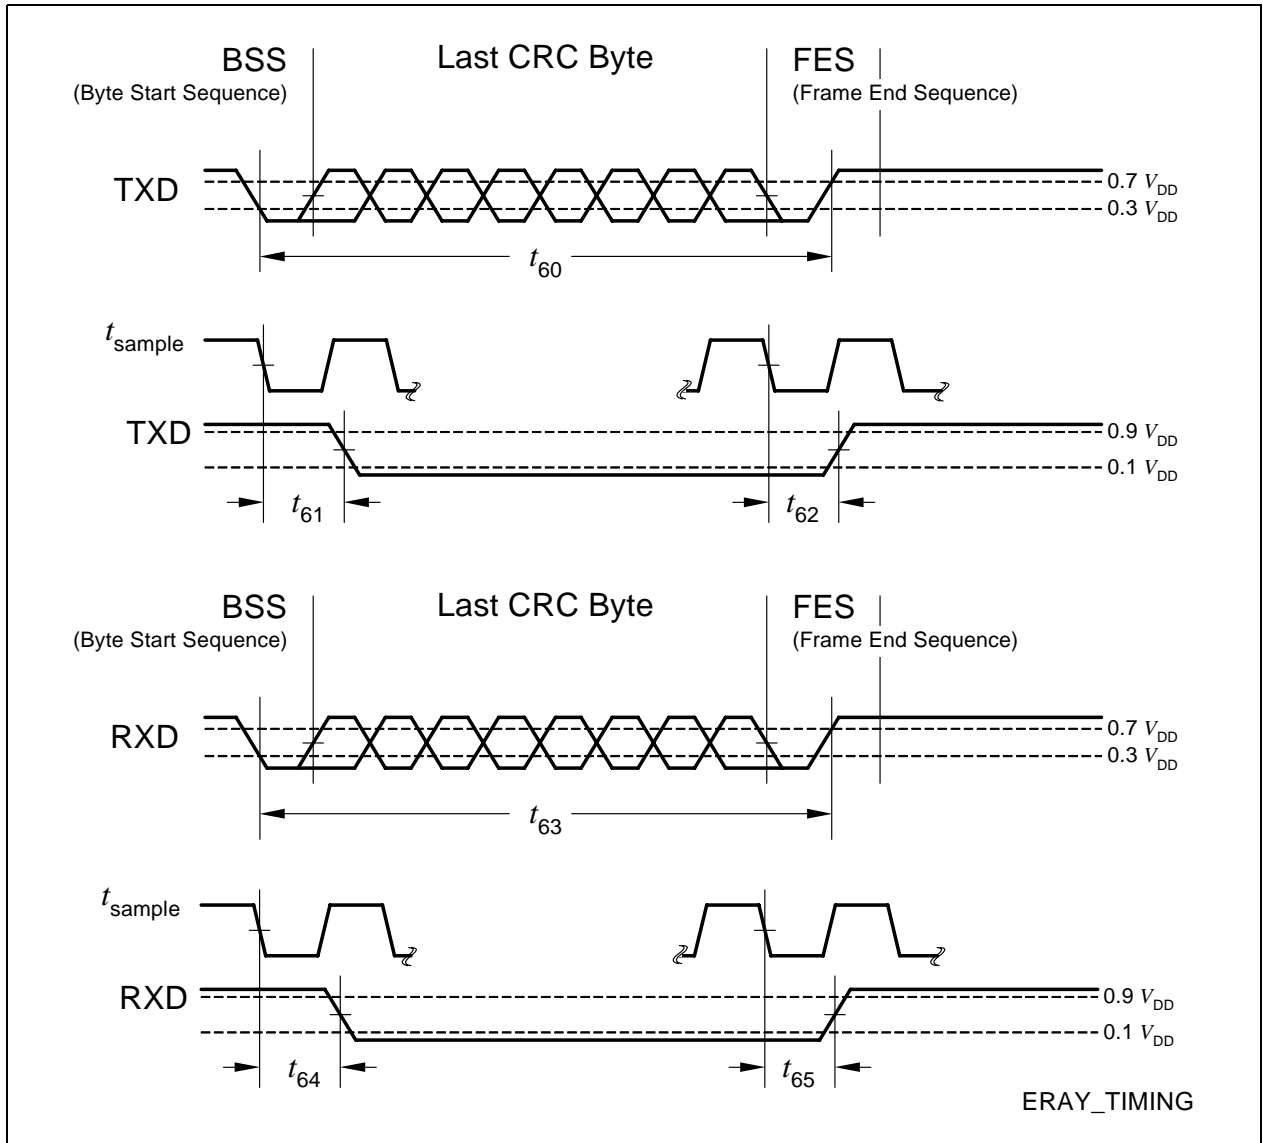 BSS Last CRC Byte FES
(Byte Start Sequence) (Frame End Sequence)
TXD 0.7 VDD
0.3 VDD
t60
tsample
TXD 0.9 VDD
0.1 VDD
t61 t62
BSS Last CRC Byte FES
(Byte Start Sequence) (Frame End Sequence)
RXD 0.7 VDD
0.3 VDD
t63
tsample
RXD 0.9 VDD
0.1 VDD
t64 t65
ERAY_TIMING